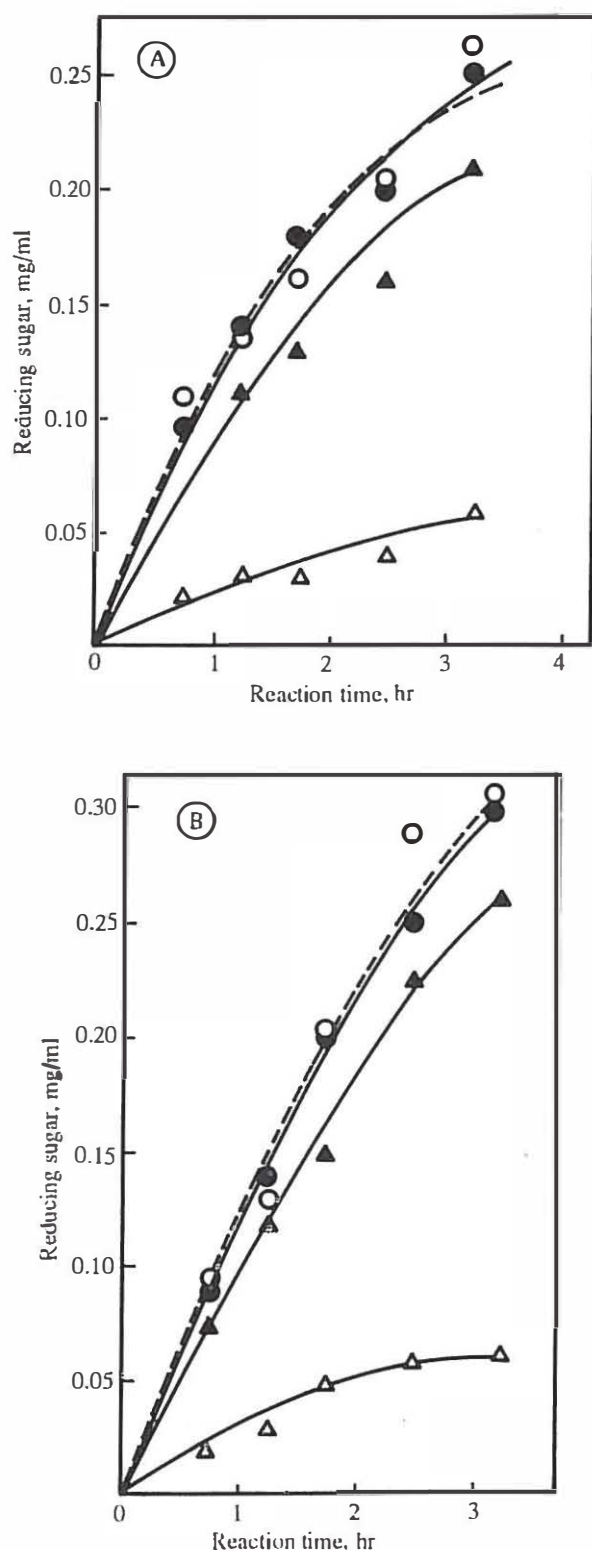 A
0.25
0.20
0.15
0.10
0.05
Reducing sugar, mg/ml
0 1 2 3 4
Reaction time, hr
B
0.30
0.25
0.20
0.15
0.10
0.05
Reducing sugar, mg/ml
0 1 2 3
Reaction time, hr